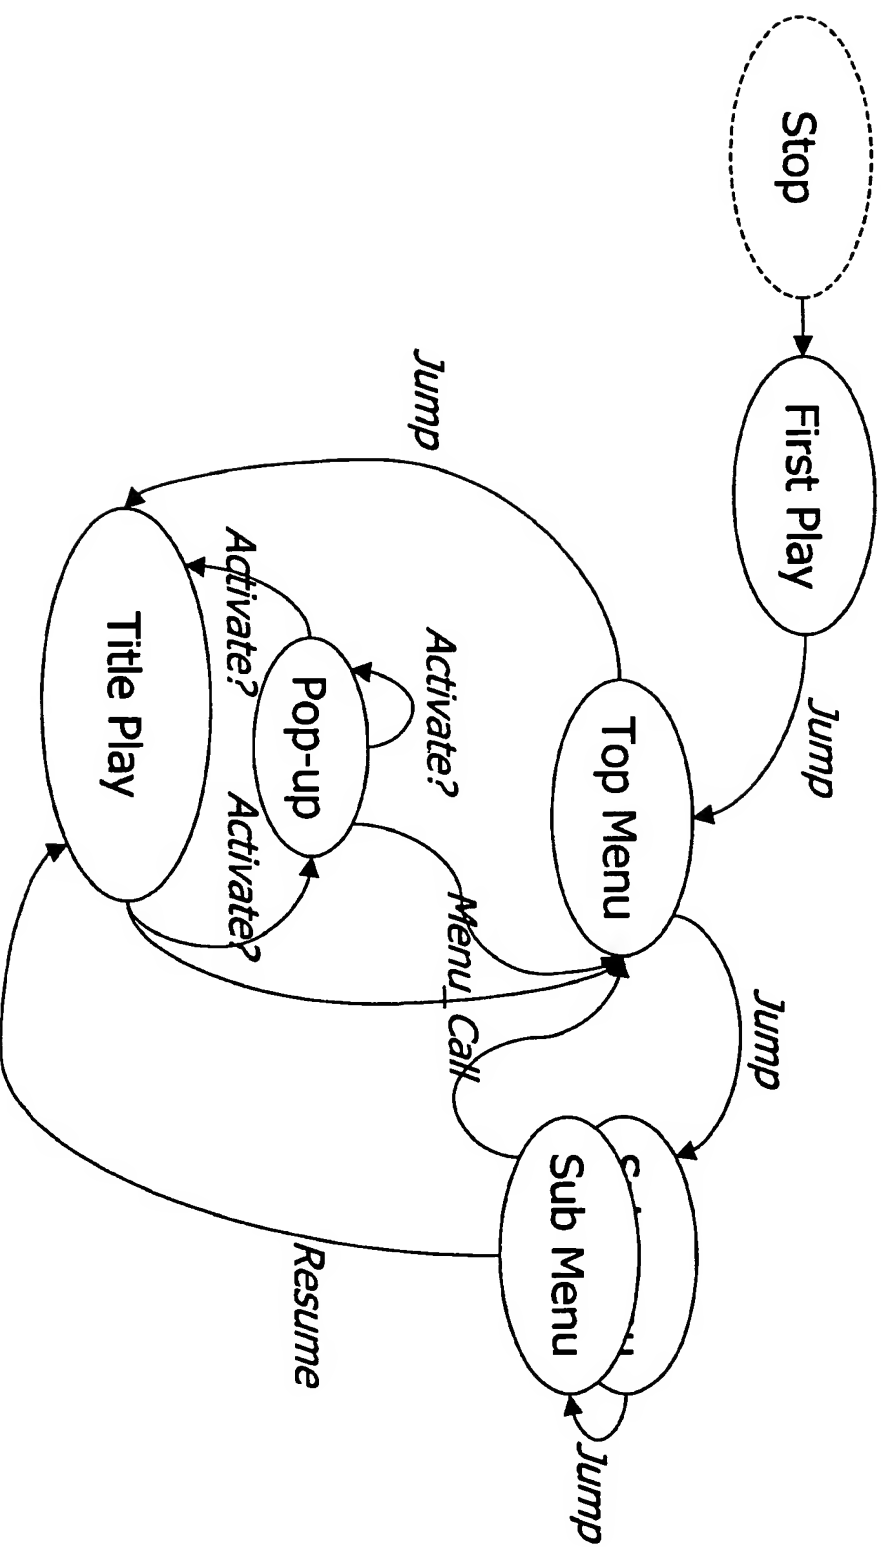 Stop
First Play
Jump
Top Menu
Jump
Jump
Sub Menu
Jump
Activate?
Pop-up
Menu_Call
Activate?
Activate?
Title Play
Resume